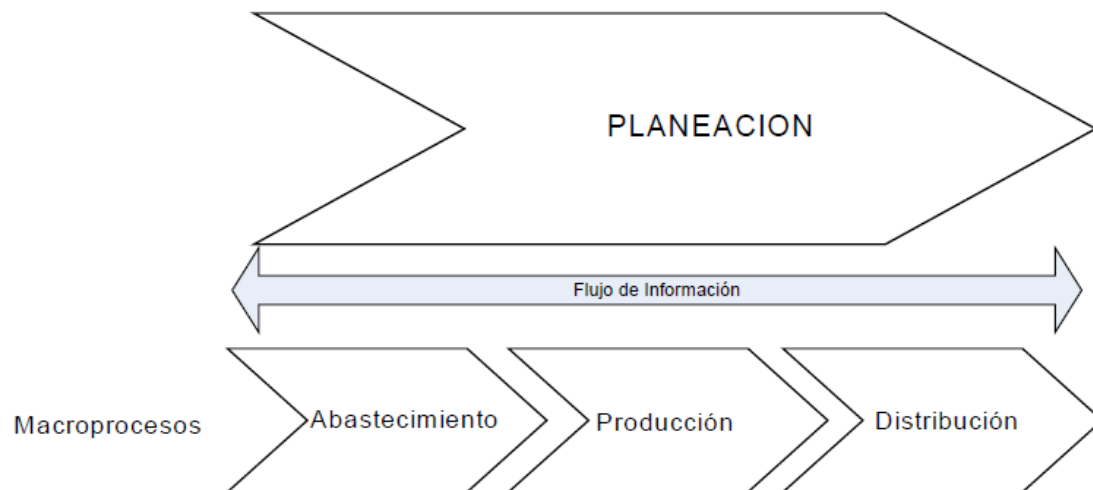 PLANEACION
Flujo de Información
Macroprocesos
Abastecimiento
Producción
Distribución